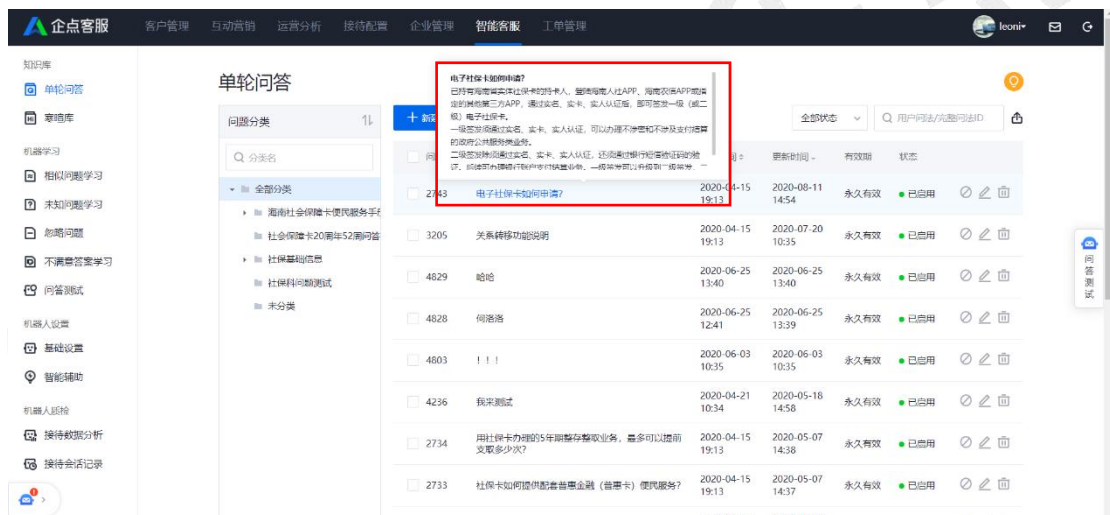 企点客服 客户管理 互动营销 运营分析 接待配置 企业管理 智能客服 工单管理 leoni
知识库
单轮问答
寒暄库
机器学习
相似问题学习
未知问题学习
忽略问题
不满意答案学习
问答测试
机器人设置
基础设置
智能辅助
机器人质检
接待数据分析
接待会话记录
单轮问答
问题分类
分类名
全部分类
海南社会保障卡便民服务手册
社会保障卡20周年52周问答
社保基础信息
社保科问题测试
未分类
电子社保卡如何申请?
已持有海南省实体社保卡的持卡人，登陆海南人社APP、海南农信APP或指
定的其他第三方APP，通过实名、实卡、实人认证后，即可签发一级（或二
级）电子社保卡。
一级签发须通过实名、实卡、实人认证，可以办理不涉密和不涉及支付结算
的政府公共服务类业务。
二级签发除须通过实名、实卡、实人认证，还须通过银行短信验证码的验
全部状态 用户问法/完整问法ID
更新时间 有效期 状态
2743 电子社保卡如何申请? 2020-04-15 19:13 2020-08-11 14:54 永久有效 已启用
3205 关系转移功能说明 2020-04-15 19:13 2020-07-20 10:35 永久有效 已启用
4829 哈哈 2020-06-25 13:40 2020-06-25 13:40 永久有效 已启用
4828 何洛洛 2020-06-25 12:41 2020-06-25 13:39 永久有效 已启用
4803 ！！！ 2020-06-03 10:35 2020-06-03 10:35 永久有效 已启用
4236 我来测试 2020-04-21 10:34 2020-05-18 14:58 永久有效 已启用
2734 用社保卡办理的5年期整存整取业务，最多可以提前支取多少次? 2020-04-15 19:13 2020-05-07 14:38 永久有效 已启用
2733 社保卡如何提供配套普惠金融（普惠卡）便民服务? 2020-04-15 19:13 2020-05-07 14:37 永久有效 已启用
问答测试